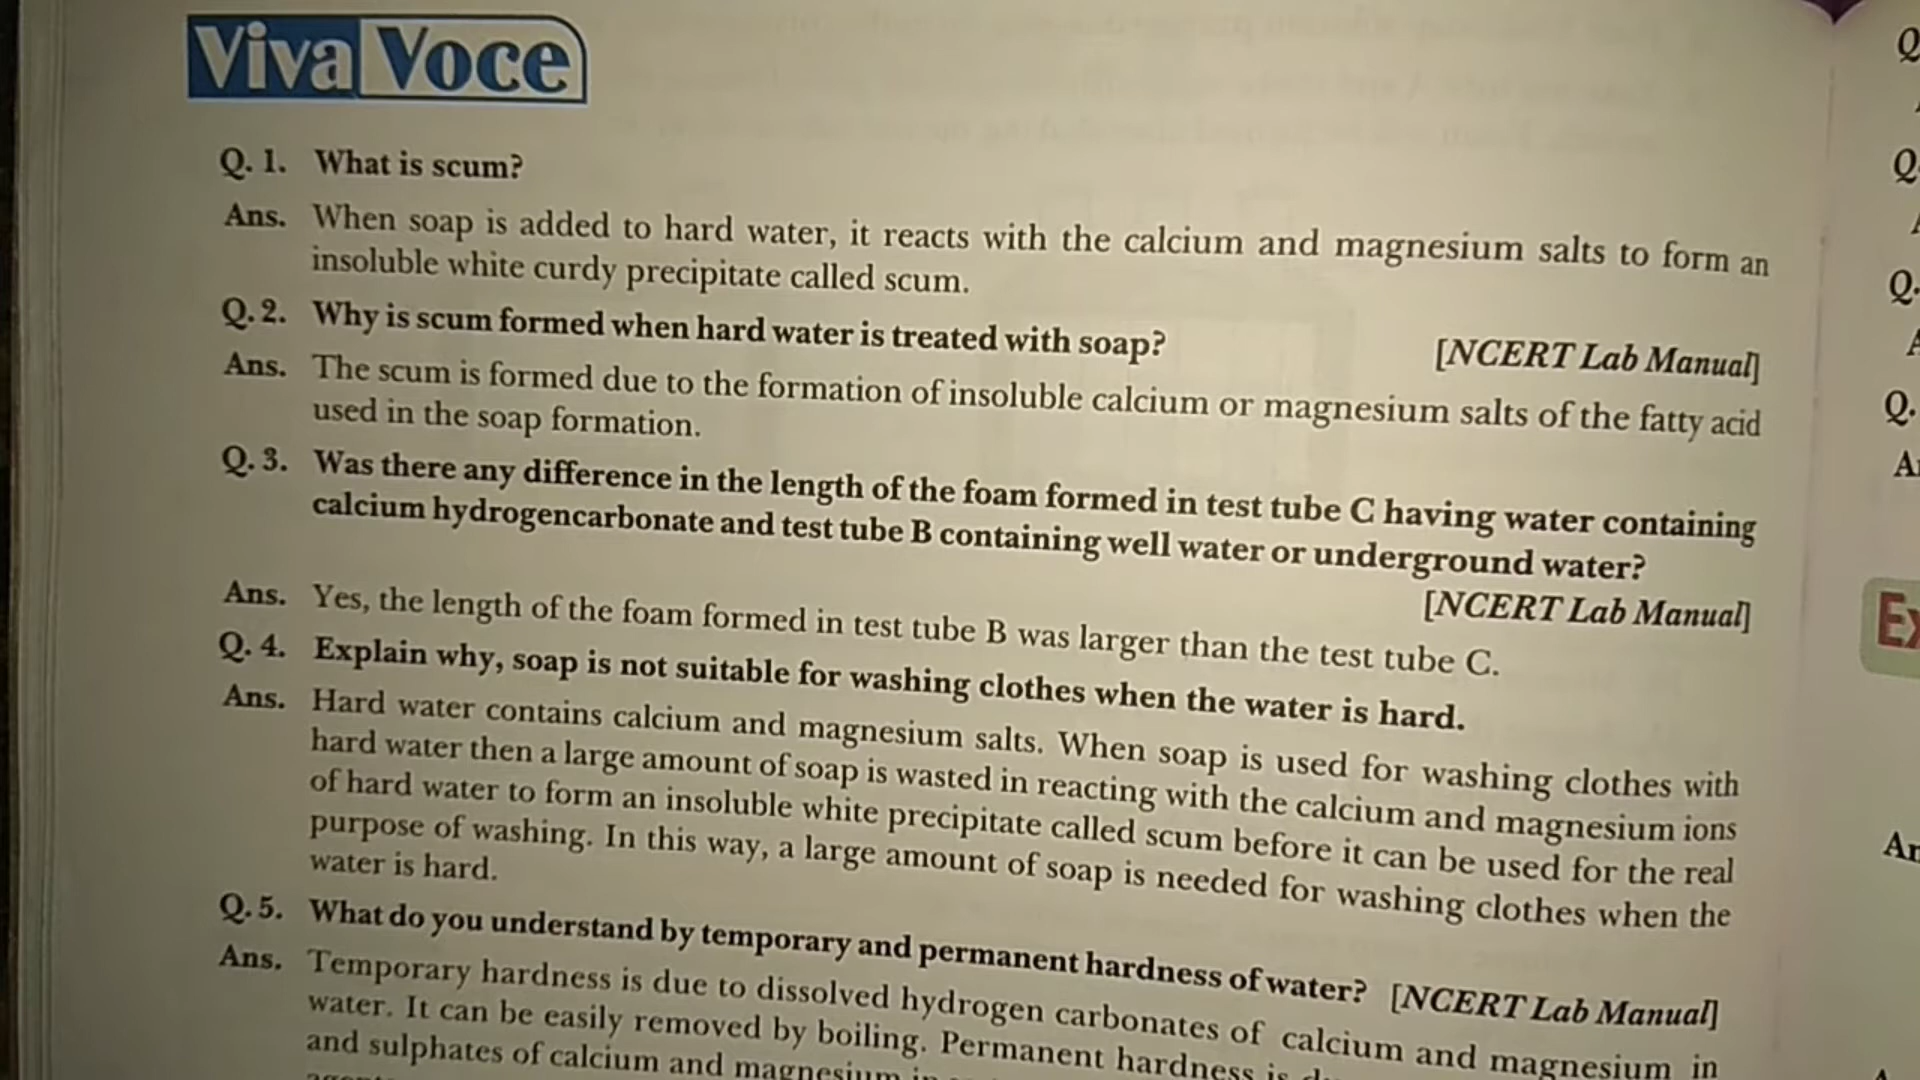 Viva Voce
Q. 1. What is scum?
Ans. When soap is added to hard water, it reacts with the calcium and magnesium salts to form an
insoluble white curdy precipitate called scum.
Q. 2. Why is scum formed when hard water is treated with soap? [NCERT Lab Manual]
Ans. The scum is formed due to the formation of insoluble calcium or magnesium salts of the fatty acid
used in the soap formation.
Q. 3. Was there any difference in the length of the foam formed in test tube C having water containing
calcium hydrogencarbonate and test tube B containing well water or underground water?
[NCERT Lab Manual]
Ans. Yes, the length of the foam formed in test tube B was larger than the test tube C.
Q. 4. Explain why, soap is not suitable for washing clothes when the water is hard.
Ans. Hard water contains calcium and magnesium salts. When soap is used for washing clothes with
hard water then a large amount of soap is wasted in reacting with the calcium and magnesium ions
of hard water to form an insoluble white precipitate called scum before it can be used for the real
purpose of washing. In this way, a large amount of soap is needed for washing clothes when the
water is hard.
Q. 5. What do you understand by temporary and permanent hardness of water? [NCERT Lab Manual]
Ans. Temporary hardness is due to dissolved hydrogen carbonates of calcium and magnesium in
water. It can be easily removed by boiling. Permanent hardness is
and sulphates of calcium and magnesium
Q
Q
Q.
Q.